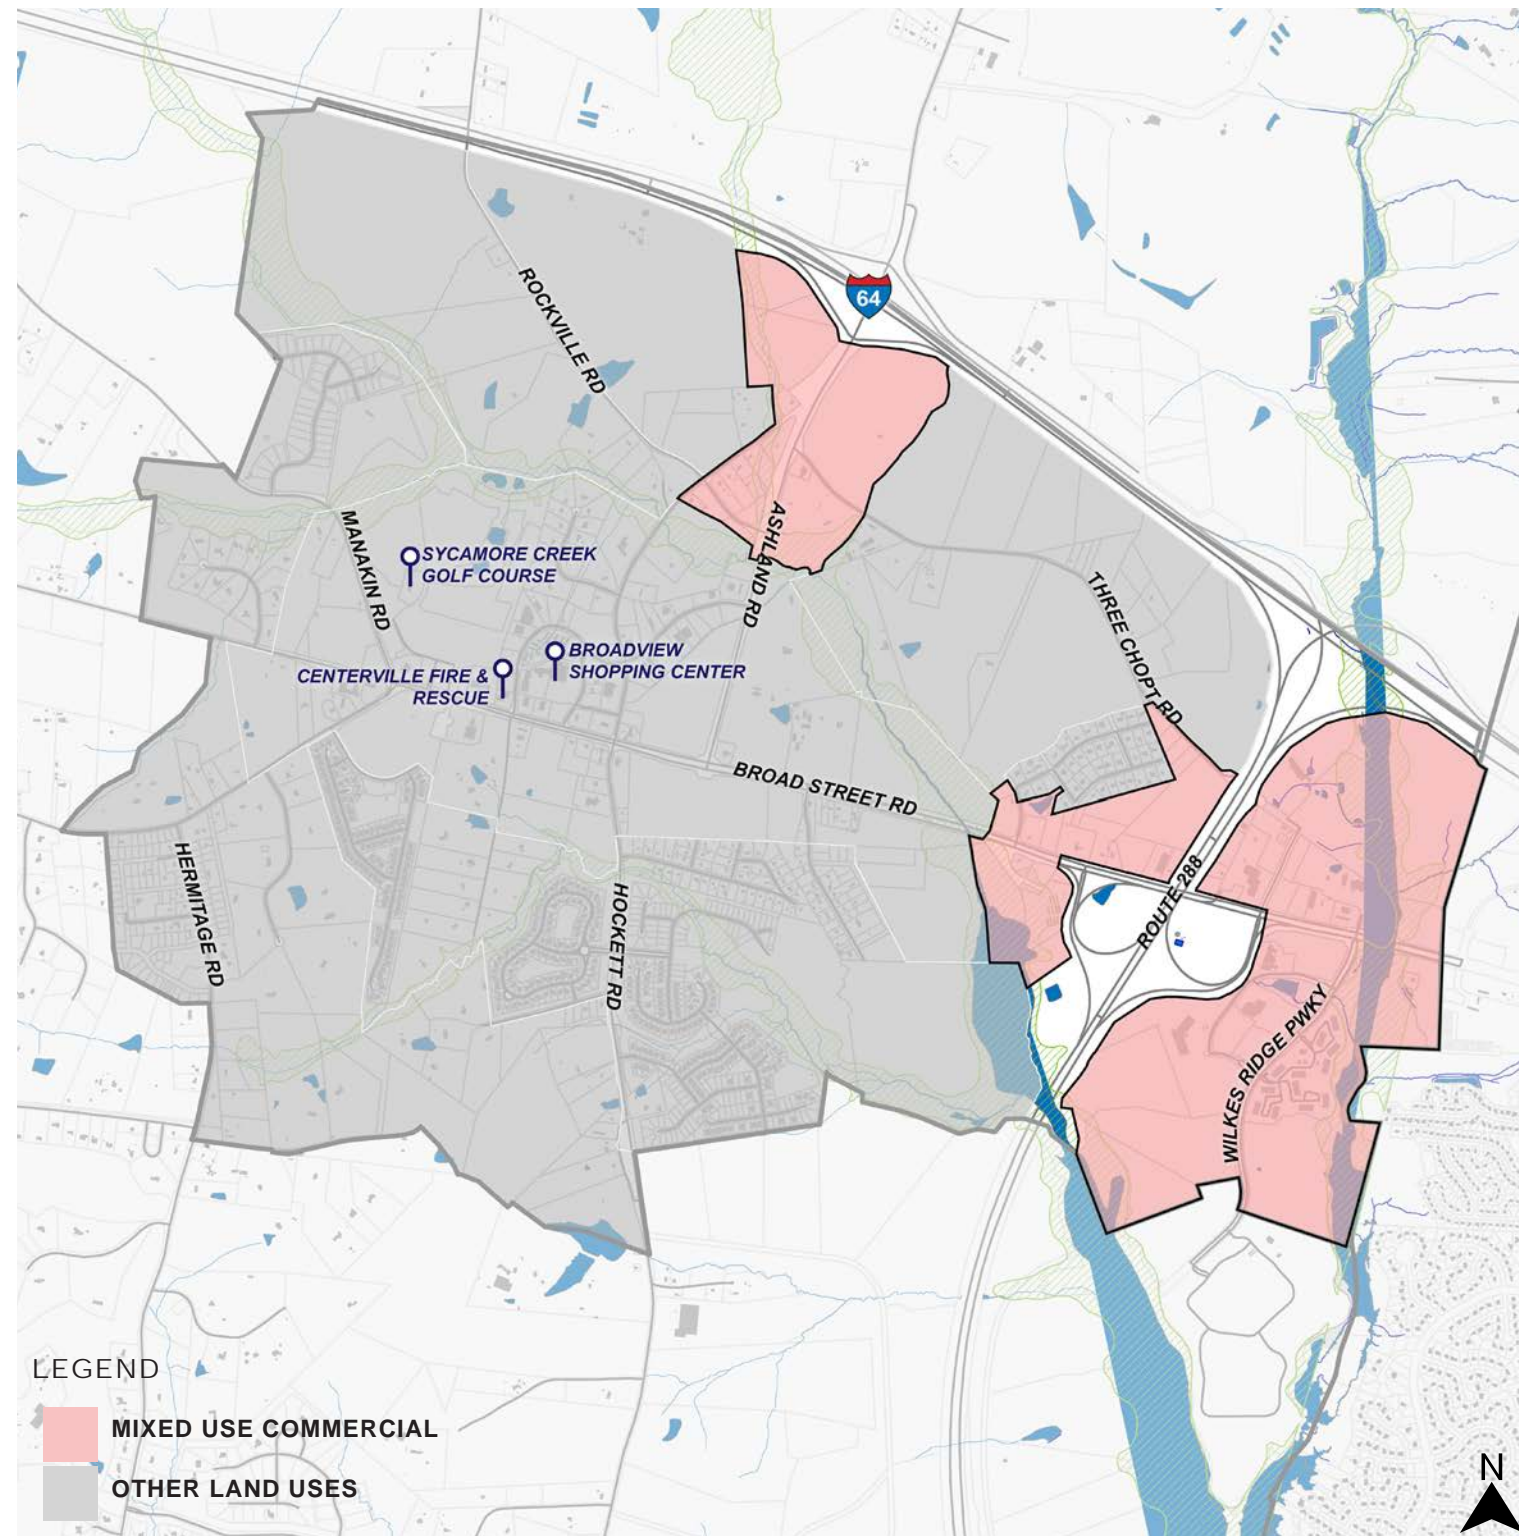 64
ROCKVILLE RD
ASHLAND RD
MANAKIN RD
SYCAMORE CREEK
GOLF COURSE
THREE CHOPT RD
BROADVIEW
SHOPPING CENTER
CENTERVILLE FIRE &
RESCUE
BROAD STREET RD
HERMITAGE RD
HOCKETT RD
ROUTE 288
WILKES RIDGE PWKY
LEGEND
MIXED USE COMMERCIAL
OTHER LAND USES
N